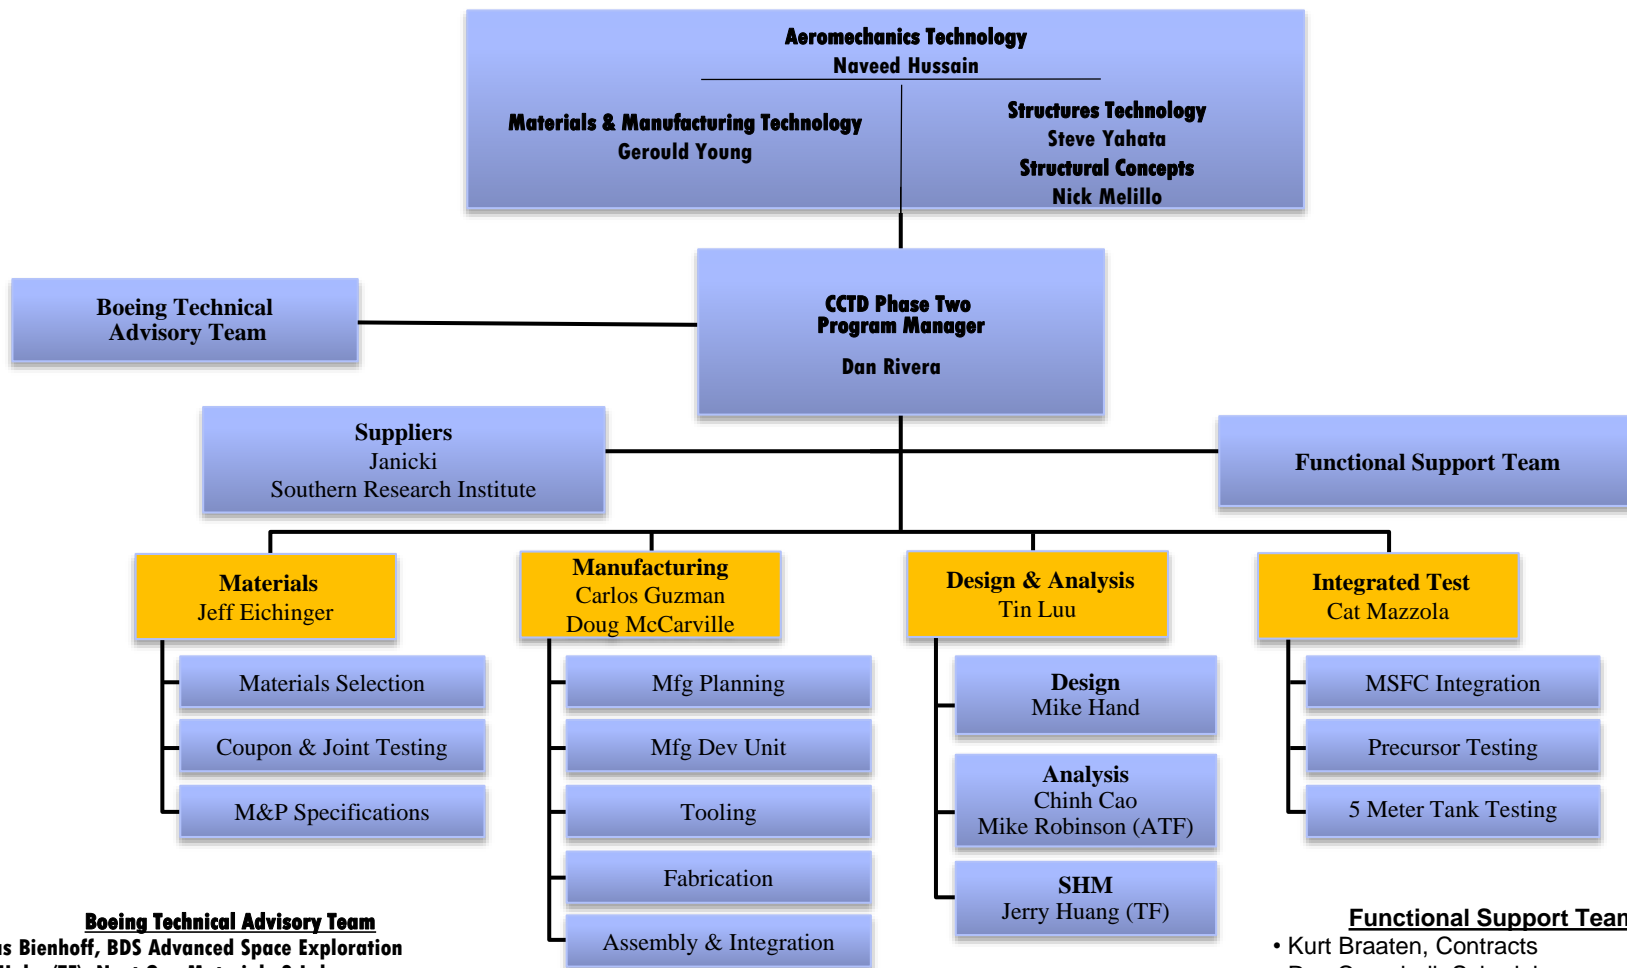 Aeromechanics Technology
Naveed Hussain
Materials & Manufacturing Technology
Gerould Young
Structures Technology
Steve Yahata
Structural Concepts
Nick Melillo
Boeing Technical
Advisory Team
CCTD Phase Two
Program Manager
Dan Rivera
Suppliers
Janicki
Southern Research Institute
Functional Support Team
Materials
Jeff Eichinger
Materials Selection
Coupon & Joint Testing
M&P Specifications
Manufacturing
Carlos Guzman
Doug McCarville
Mfg Planning
Mfg Dev Unit
Tooling
Fabrication
Assembly & Integration
Design & Analysis
Tin Luu
Design
Mike Hand
Analysis
Chinh Cao
Mike Robinson (ATF)
SHM
Jerry Huang (TF)
Integrated Test
Cat Mazzola
MSFC Integration
Precursor Testing
5 Meter Tank Testing
Boeing Technical Advisory Team
Bienhoff, BDS Advanced Space Exploration
Functional Support
• Kurt Braaten, Contracts